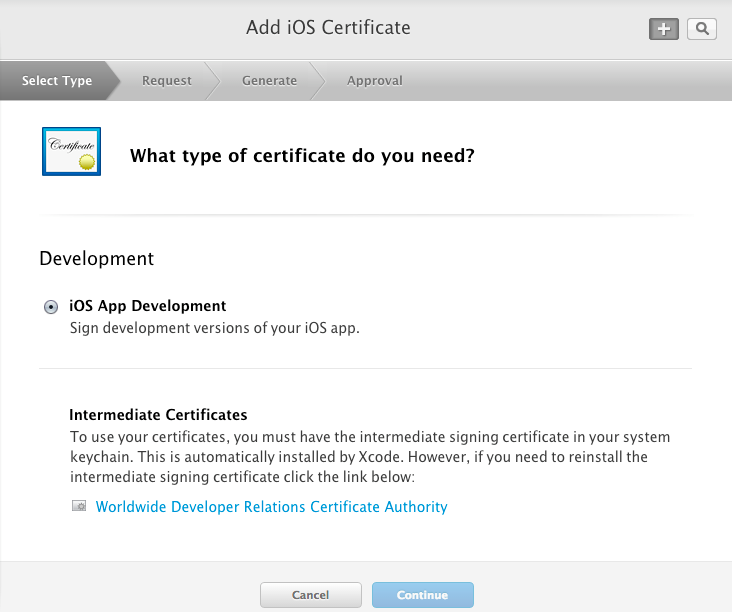 Add iOS Certificate
Select Type
Request
Generate
Approval
Certificate
What type of certificate do you need?
Development
iOS App Development
Sign development versions of your iOS app.
Intermediate Certificates
To use your certificates, you must have the intermediate signing certificate in your system
keychain. This is automatically installed by Xcode. However, if you need to reinstall the
intermediate signing certificate click the link below:
Worldwide Developer Relations Certificate Authority
Cancel
Continue